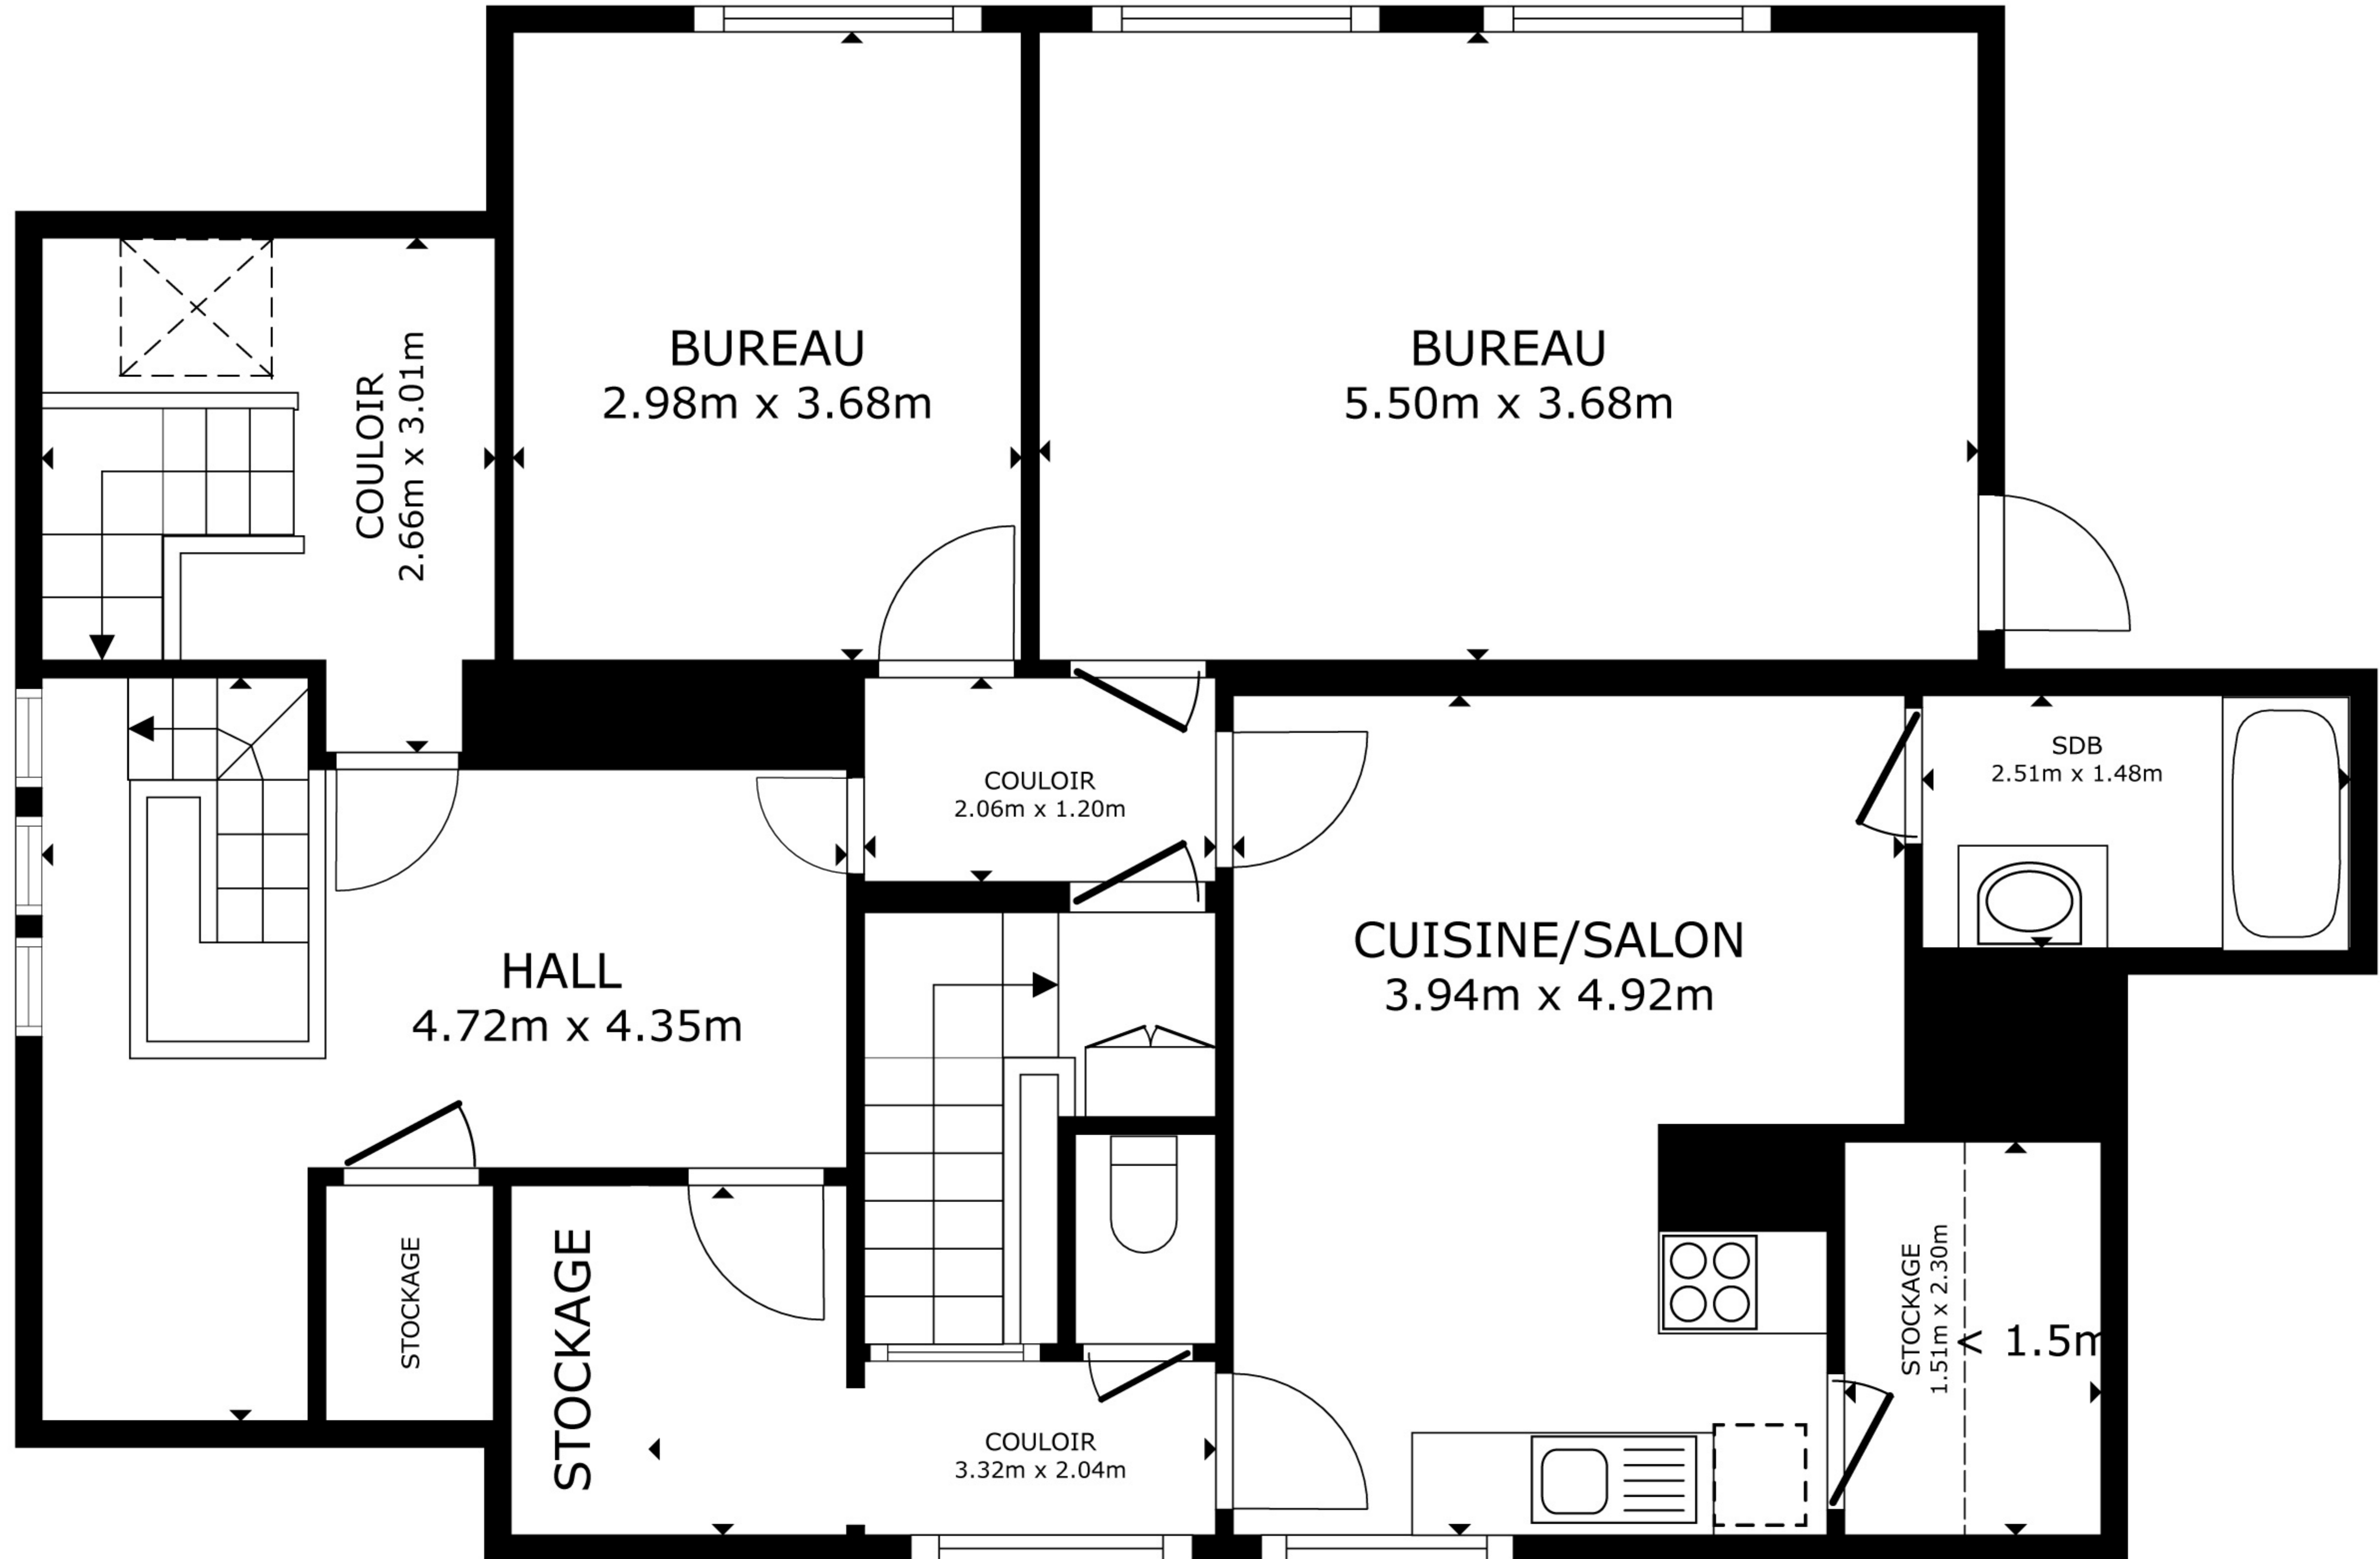 BUREAU
2.98m x 3.68m
BUREAU
5.50m x 3.68m
COULOIR
2.66m x 3.01m
COULOIR
2.06m x 1.20m
SDB
2.51m x 1.48m
HALL
4.72m x 4.35m
CUISINE/SALON
3.94m x 4.92m
STOCKAGE
STOCKAGE
COULOIR
3.32m x 2.04m
STOCKAGE
1.51m x 2.30m
< 1.5m